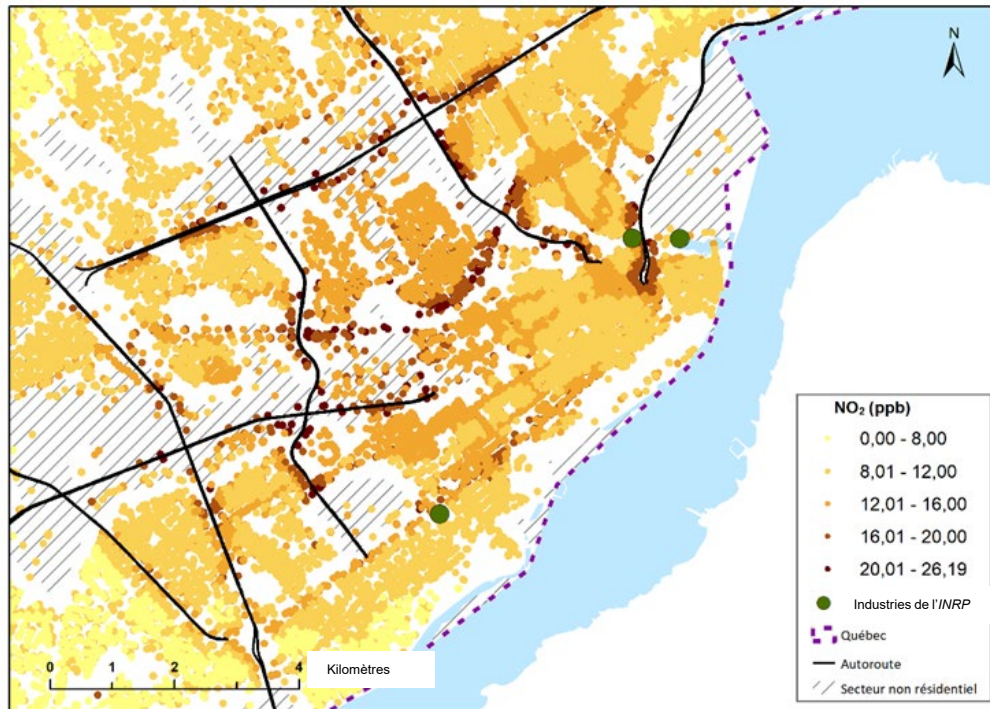 N
NO₂ (ppb)
0,00 - 8,00
8,01 - 12,00
12,01 - 16,00
16,01 - 20,00
20,01 - 26,19
Industries de l'INRP
Québec
Autoroute
Secteur non résidentiel
0 1 2 4 Kilomètres